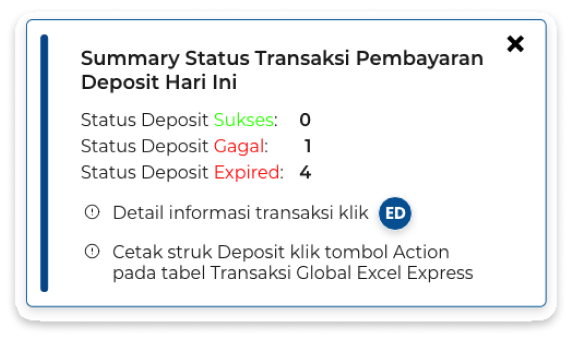 Summary Status Transaksi Pembayaran
Deposit Hari Ini
Status Deposit Sukses: 0
Status Deposit Gagal: 1
Status Deposit Expired: 4
Detail informasi transaksi klik ED
Cetak struk Deposit klik tombol Action
pada tabel Transaksi Global Excel Express